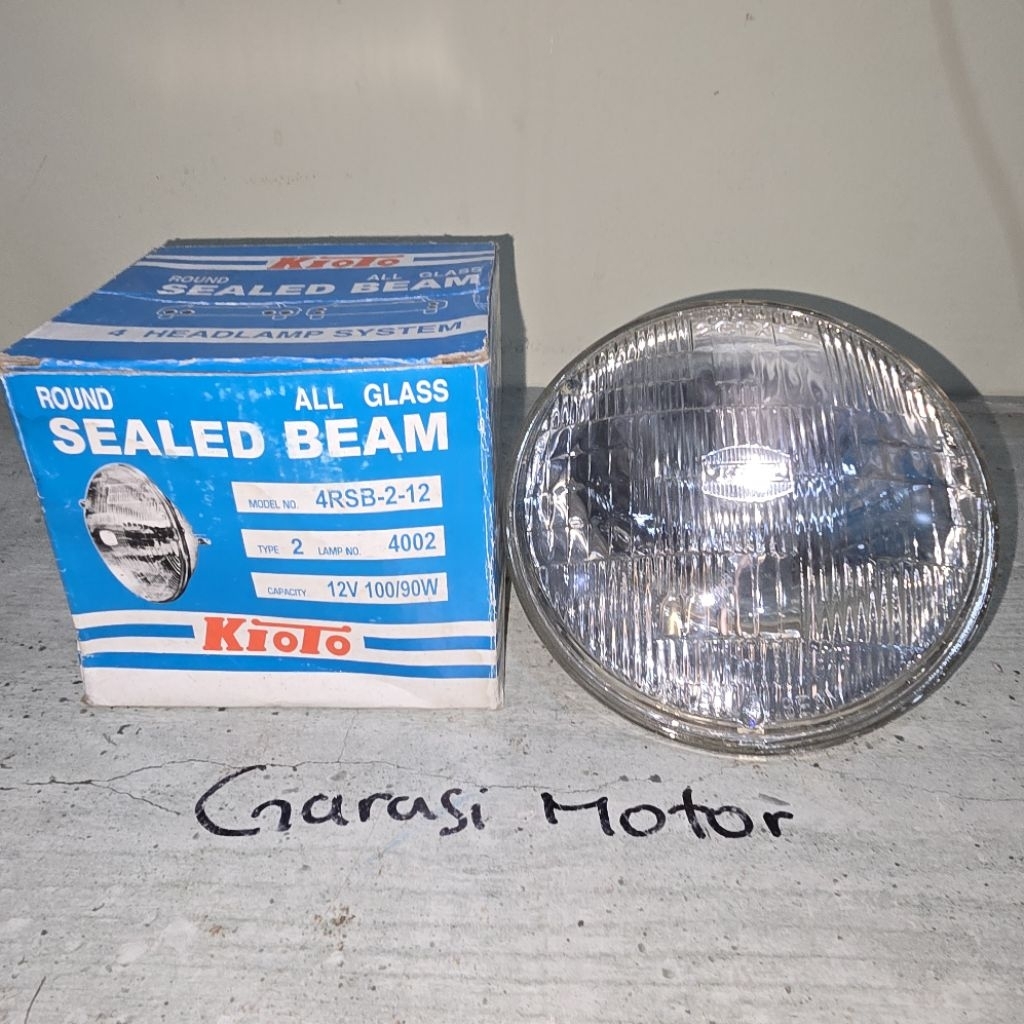 KIOTO
ROUND ALL GLASS
SEALED BEAM
4 HEADLAMP SYSTEM
ROUND ALL GLASS
SEALED BEAM
MODEL NO. 4RSB-2-12
TYPE 2 LAMP NO. 4002
CAPACITY 12V 100/90W
KIOTO
Garasi Motor